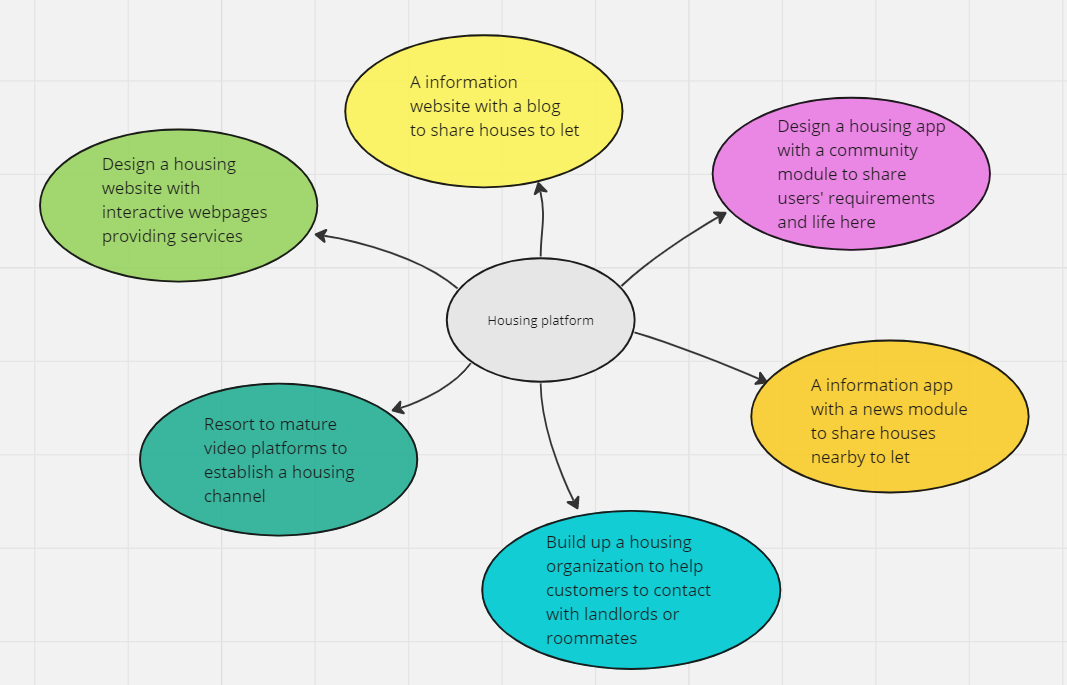 A information
website with a blog
to share houses to let
Design a housing app
with a community
module to share
users' requirements
and life here
Design a housing
website with
interactive webpages
providing services
Housing platform
A information app
with a news module
to share houses
nearby to let
Resort to mature
video platforms to
establish a housing
channel
Build up a housing
organization to help
customers to contact
with landlords or
roommates